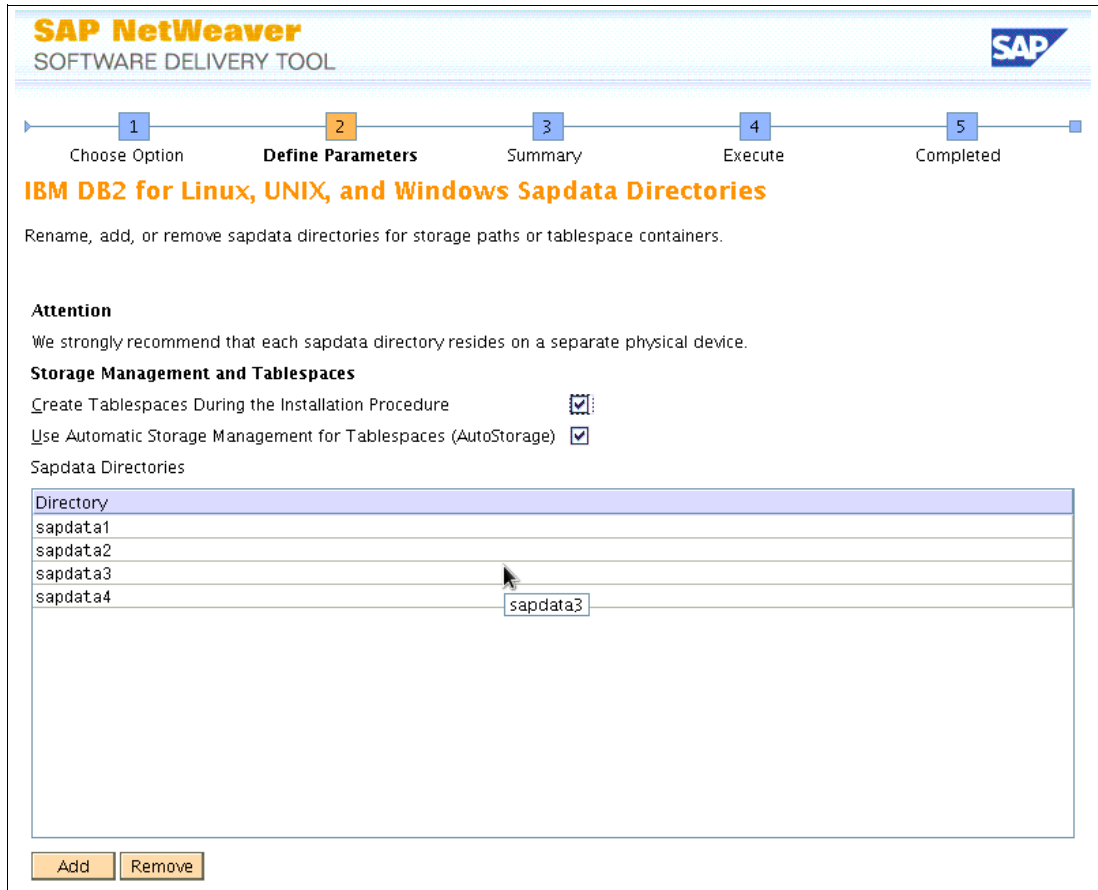 SAP NetWeaver
SOFTWARE DELIVERY TOOL
SAP
1 2 3 4 5
Choose Option Define Parameters Summary Execute Completed
IBM DB2 for Linux, UNIX, and Windows Sapdata Directories
Rename, add, or remove sapdata directories for storage paths or tablespace containers.
Attention
We strongly recommend that each sapdata directory resides on a separate physical device.
Storage Management and Tablespaces
Create Tablespaces During the Installation Procedure
Use Automatic Storage Management for Tablespaces (AutoStorage)
Sapdata Directories
Directory
sapdata1
sapdata2
sapdata3
sapdata4
sapdata3
Add Remove